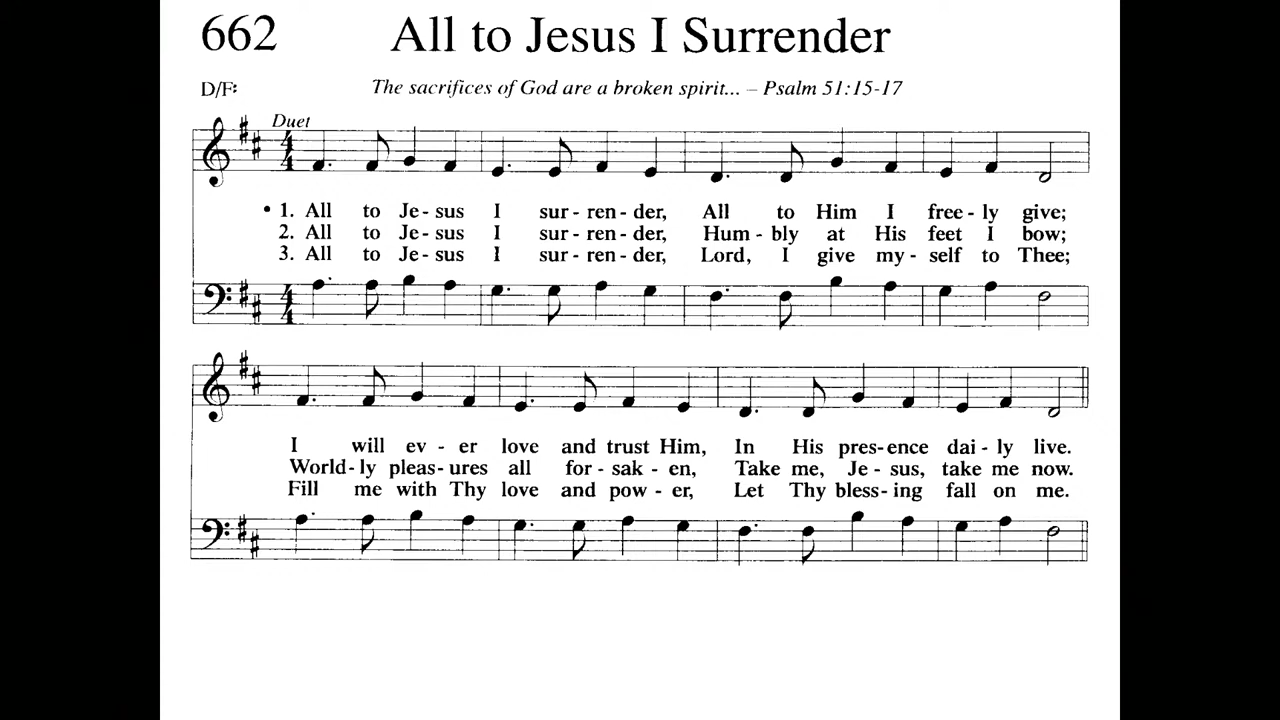 662 All to Jesus I Surrender
D/F: The sacrifices of God are a broken spirit... – Psalm 51:15-17
Duet
4
4
• 1. All to Je - sus I sur - ren - der, All to Him I free - ly give;
2. All to Je - sus I sur - ren - der, Hum - bly at His feet I bow;
3. All to Je - sus I sur - ren - der, Lord, I give my - self to Thee;
4
4
I will ev - er love and trust Him, In His pres - ence dai - ly live.
World - ly pleas - ures all for - sak - en, Take me, Je - sus, take me now.
Fill me with Thy love and pow - er, Let Thy bless - ing fall on me.